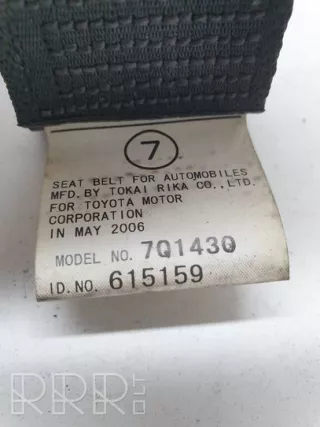 7
SEAT BELT FOR AUTOMOBILES
MFD. BY TOKAI RIKA CO., LTD.
FOR TOYOTA MOTOR
CORPORATION
IN MAY 2006
MODEL NO. 7Q1430
I D. NO. 615159
RRR.LT